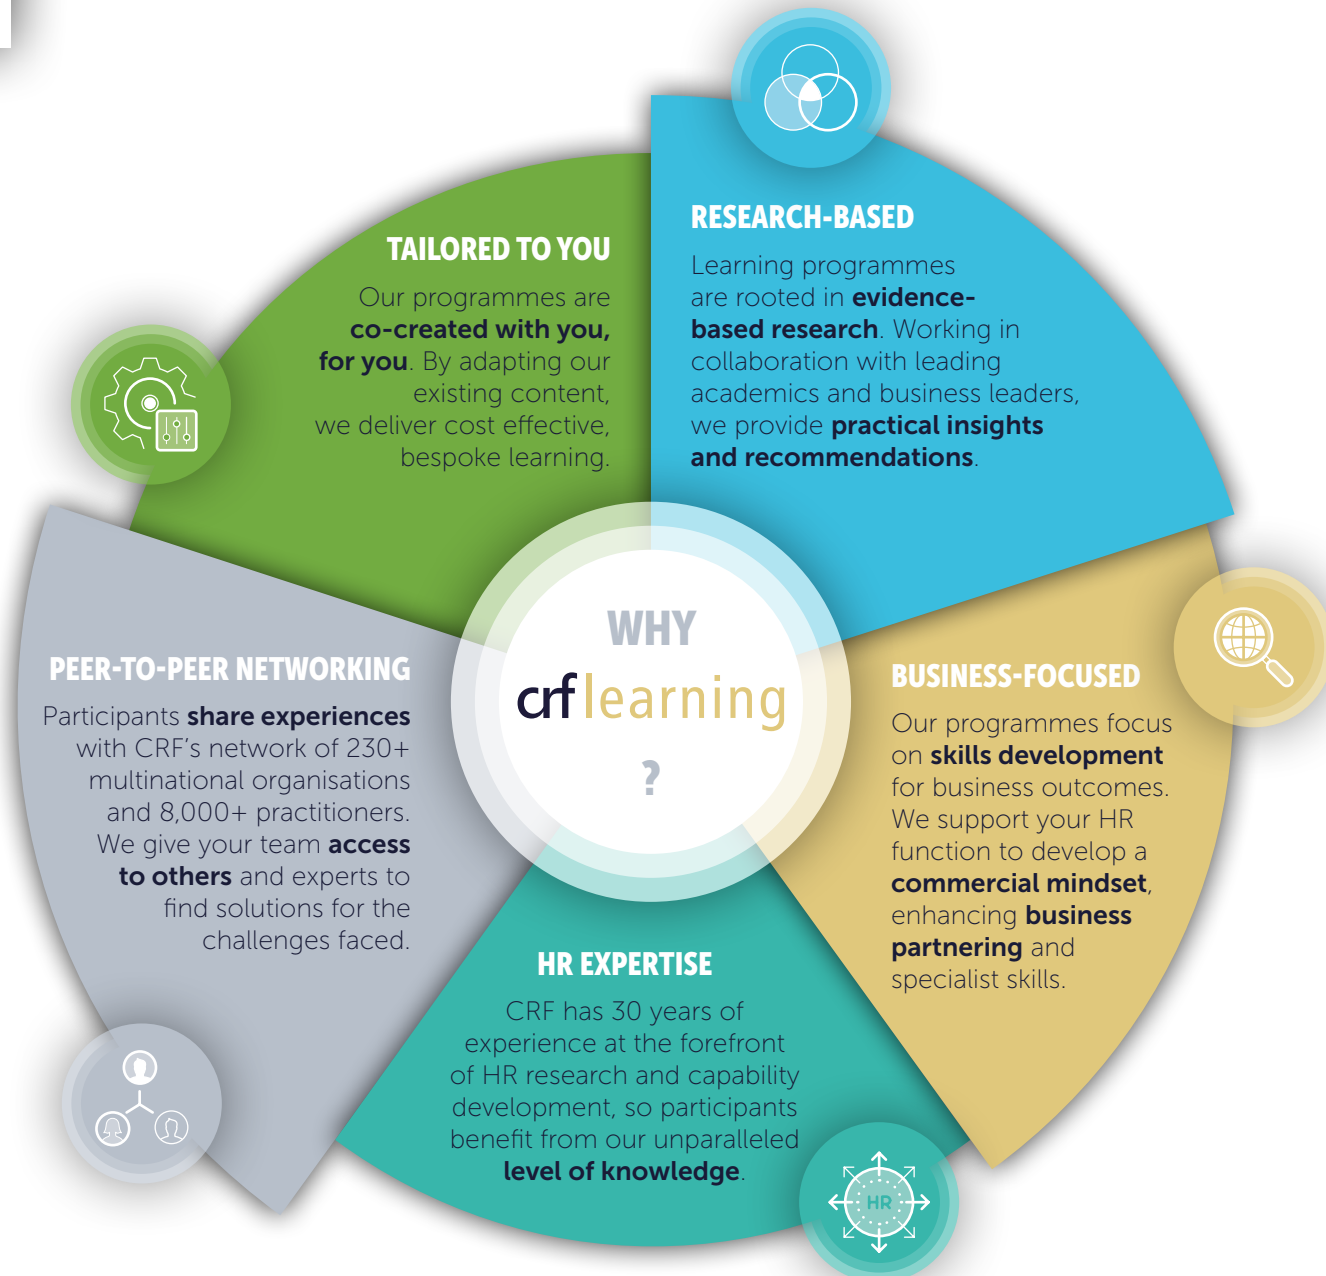 WHY
crflearning
?
RESEARCH-BASED
Learning programmes
are rooted in evidence-
based research. Working in
collaboration with leading
academics and business leaders,
we provide practical insights
and recommendations.
BUSINESS-FOCUSED
Our programmes focus
on skills development
for business outcomes.
We support your HR
function to develop a
commercial mindset,
enhancing business
partnering and
specialist skills.
HR EXPERTISE
CRF has 30 years of
experience at the forefront
of HR research and capability
development, so participants
benefit from our unparalleled
level of knowledge.
HR
PEER-TO-PEER NETWORKING
Participants share experiences
with CRF's network of 230+
multinational organisations
and 8,000+ practitioners.
We give your team access
to others and experts to
find solutions for the
challenges faced.
TAILORED TO YOU
Our programmes are
co-created with you,
for you. By adapting our
existing content,
we deliver cost effective,
bespoke learning.